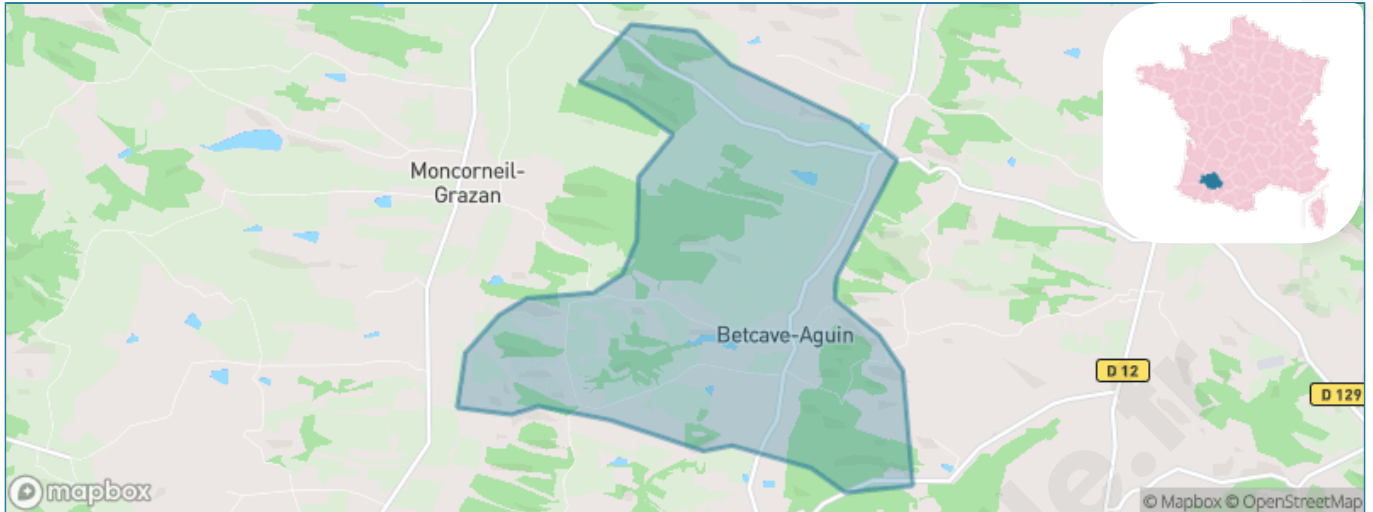 Moncorneil-
Grazan
Betcave-Aguin
D 12
D 129
mapbox
© Mapbox © OpenStreetMap